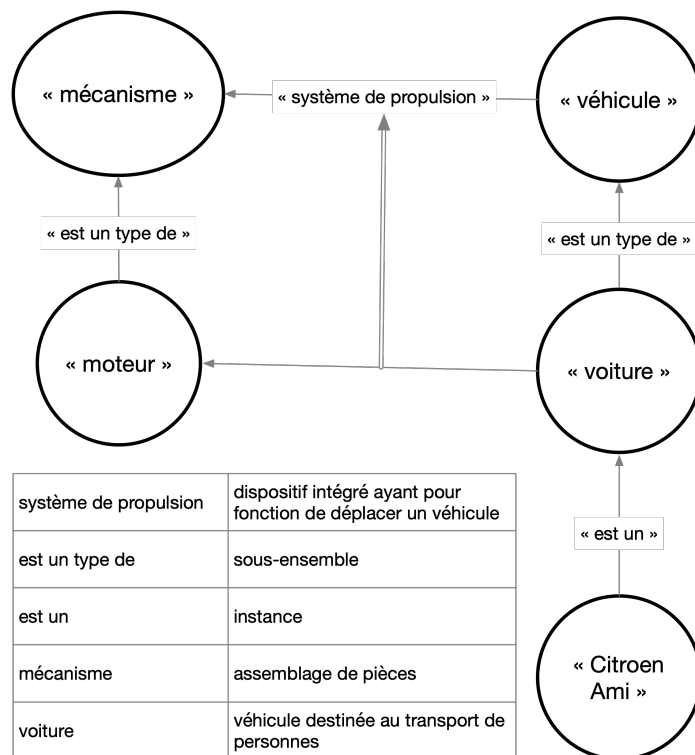 « mécanisme »
« système de propulsion »
« véhicule »
« est un type de »
« est un type de »
« moteur »
« voiture »
système de propulsion
dispositif intégré ayant pour
fonction de déplacer un véhicule
est un type de
sous-ensemble
est un
instance
mécanisme
assemblage de pièces
voiture
véhicule destinée au transport de
personnes
« est un »
« Citroen
Ami »